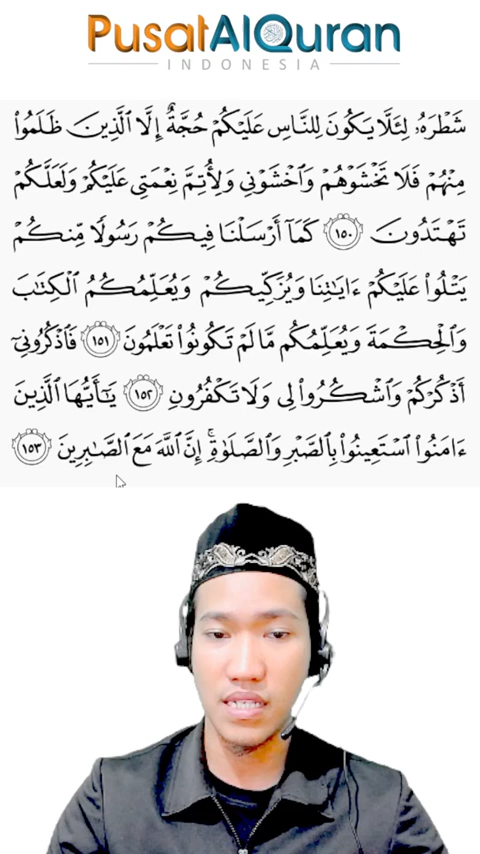 PusatAlQuran
INDONESIA
شَطْرَهُۥ لِئَلَّا يَكُونَ لِلنَّاسِ عَلَيْكُمْ حُجَّةٌ إِلَّا ٱلَّذِينَ ظَلَمُوا۟
مِنْهُمْ فَلَا تَخْشَوْهُمْ وَٱخْشَوْنِى وَلِأُتِمَّ نِعْمَتِى عَلَيْكُمْ وَلَعَلَّكُمْ
تَهْتَدُونَ ١٥٠ كَمَآ أَرْسَلْنَا فِيكُمْ رَسُولًا مِّنكُمْ
يَتْلُوا۟ عَلَيْكُمْ ءَايَـٰتِنَا وَيُزَكِّيكُمْ وَيُعَلِّمُكُمُ ٱلْكِتَـٰبَ
وَٱلْحِكْمَةَ وَيُعَلِّمُكُم مَّا لَمْ تَكُونُوا۟ تَعْلَمُونَ ١٥١ فَٱذْكُرُونِىٓ
أَذْكُرْكُمْ وَٱشْكُرُوا۟ لِى وَلَا تَكْفُرُونِ ١٥٢ يَـٰٓأَيُّهَا ٱلَّذِينَ
ءَامَنُوا۟ ٱسْتَعِينُوا۟ بِٱلصَّبْرِ وَٱلصَّلَوٰةِ ۚ إِنَّ ٱللَّهَ مَعَ ٱلصَّـٰبِرِينَ ١٥٣